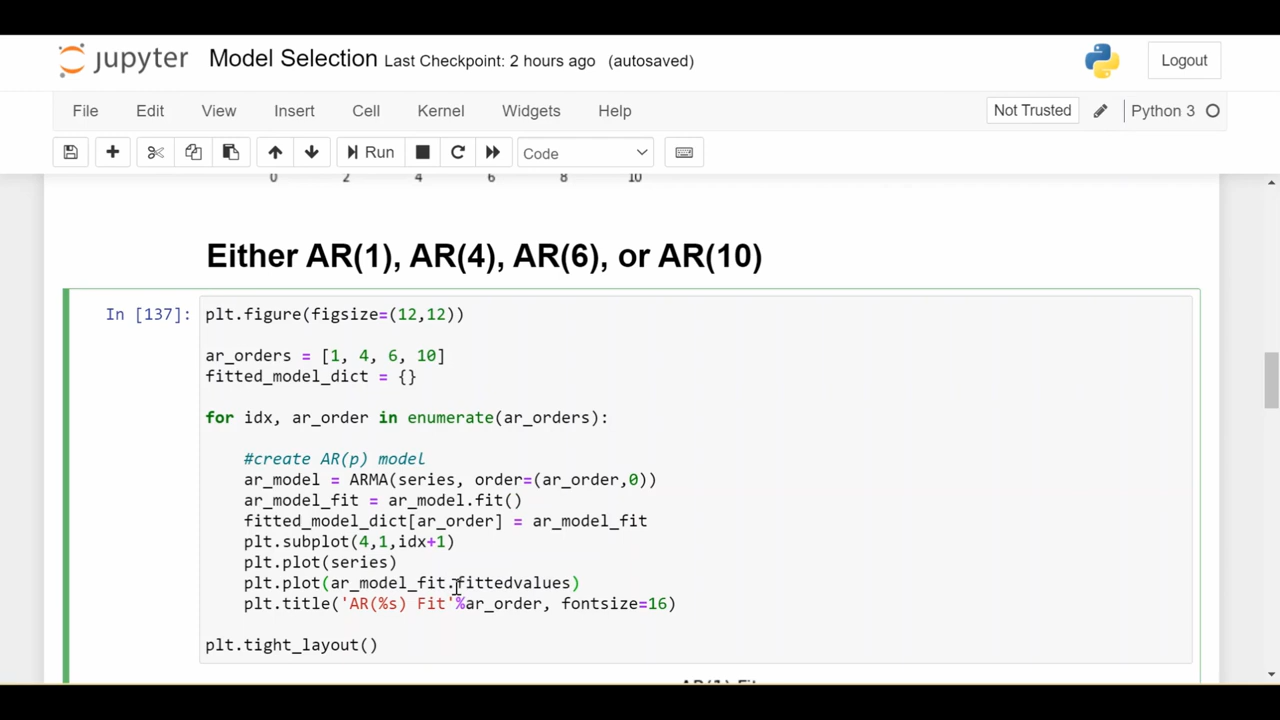 jupyter Model Selection Last Checkpoint: 2 hours ago (autosaved) Logout
File Edit View Insert Cell Kernel Widgets Help Not Trusted Python 3
Run Code
0 2 4 6 8 10
Either AR(1), AR(4), AR(6), or AR(10)
In [137]: plt.figure(figsize=(12,12))
ar_orders = [1, 4, 6, 10]
fitted_model_dict = {}
for idx, ar_order in enumerate(ar_orders):
#create AR(p) model
ar_model = ARMA(series, order=(ar_order,0))
ar_model_fit = ar_model.fit()
fitted_model_dict[ar_order] = ar_model_fit
plt.subplot(4,1,idx+1)
plt.plot(series)
plt.plot(ar_model_fit.fittedvalues)
plt.title('AR(%s) Fit'%ar_order, fontsize=16)
plt.tight_layout()
AR(1) Fit